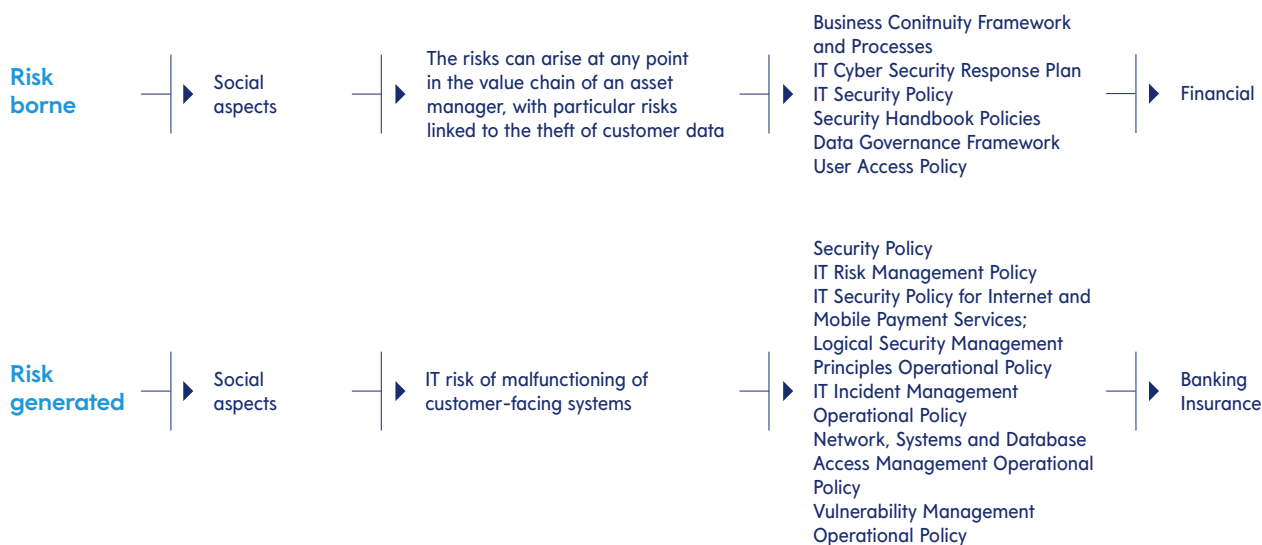 Risk
borne
Social
aspects
The risks can arise at any point
in the value chain of an asset
manager, with particular risks
linked to the theft of customer data
Business Conitnuity Framework
and Processes
IT Cyber Security Response Plan
IT Security Policy
Security Handbook Policies
Data Governance Framework
User Access Policy
Financial
Risk
generated
Social
aspects
IT risk of malfunctioning of
customer-facing systems
Security Policy
IT Risk Management Policy
IT Security Policy for Internet and
Mobile Payment Services;
Logical Security Management
Principles Operational Policy
IT Incident Management
Operational Policy
Network, Systems and Database
Access Management Operational
Policy
Vulnerability Management
Operational Policy
Banking
Insurance